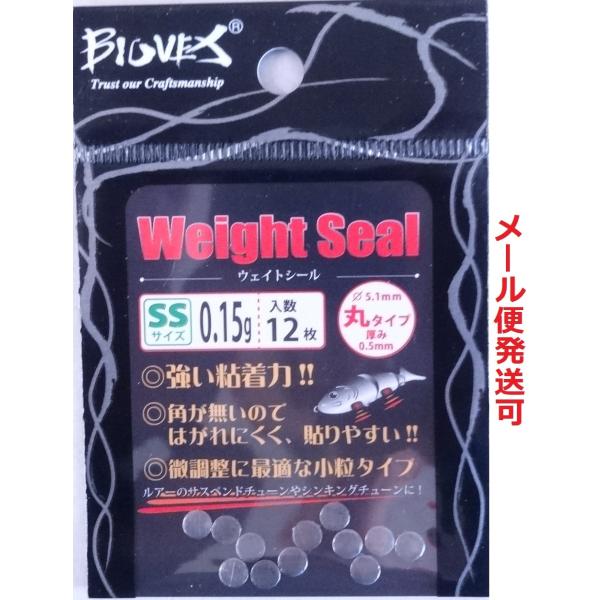 BIOVEX®
Trust our Craftsmanship
Weight Seal
ウェイトシール
SS
サイズ
0.15g
入数
12枚
∅5.1mm
丸タイプ
厚み
0.5mm
◎強い粘着力!!
◎角が無いので
はがれにくく、貼りやすい!!
◎微調整に最適な小粒タイプ
ルアーのサスペンドチューンやシンキングチューンに!
メール便発送可